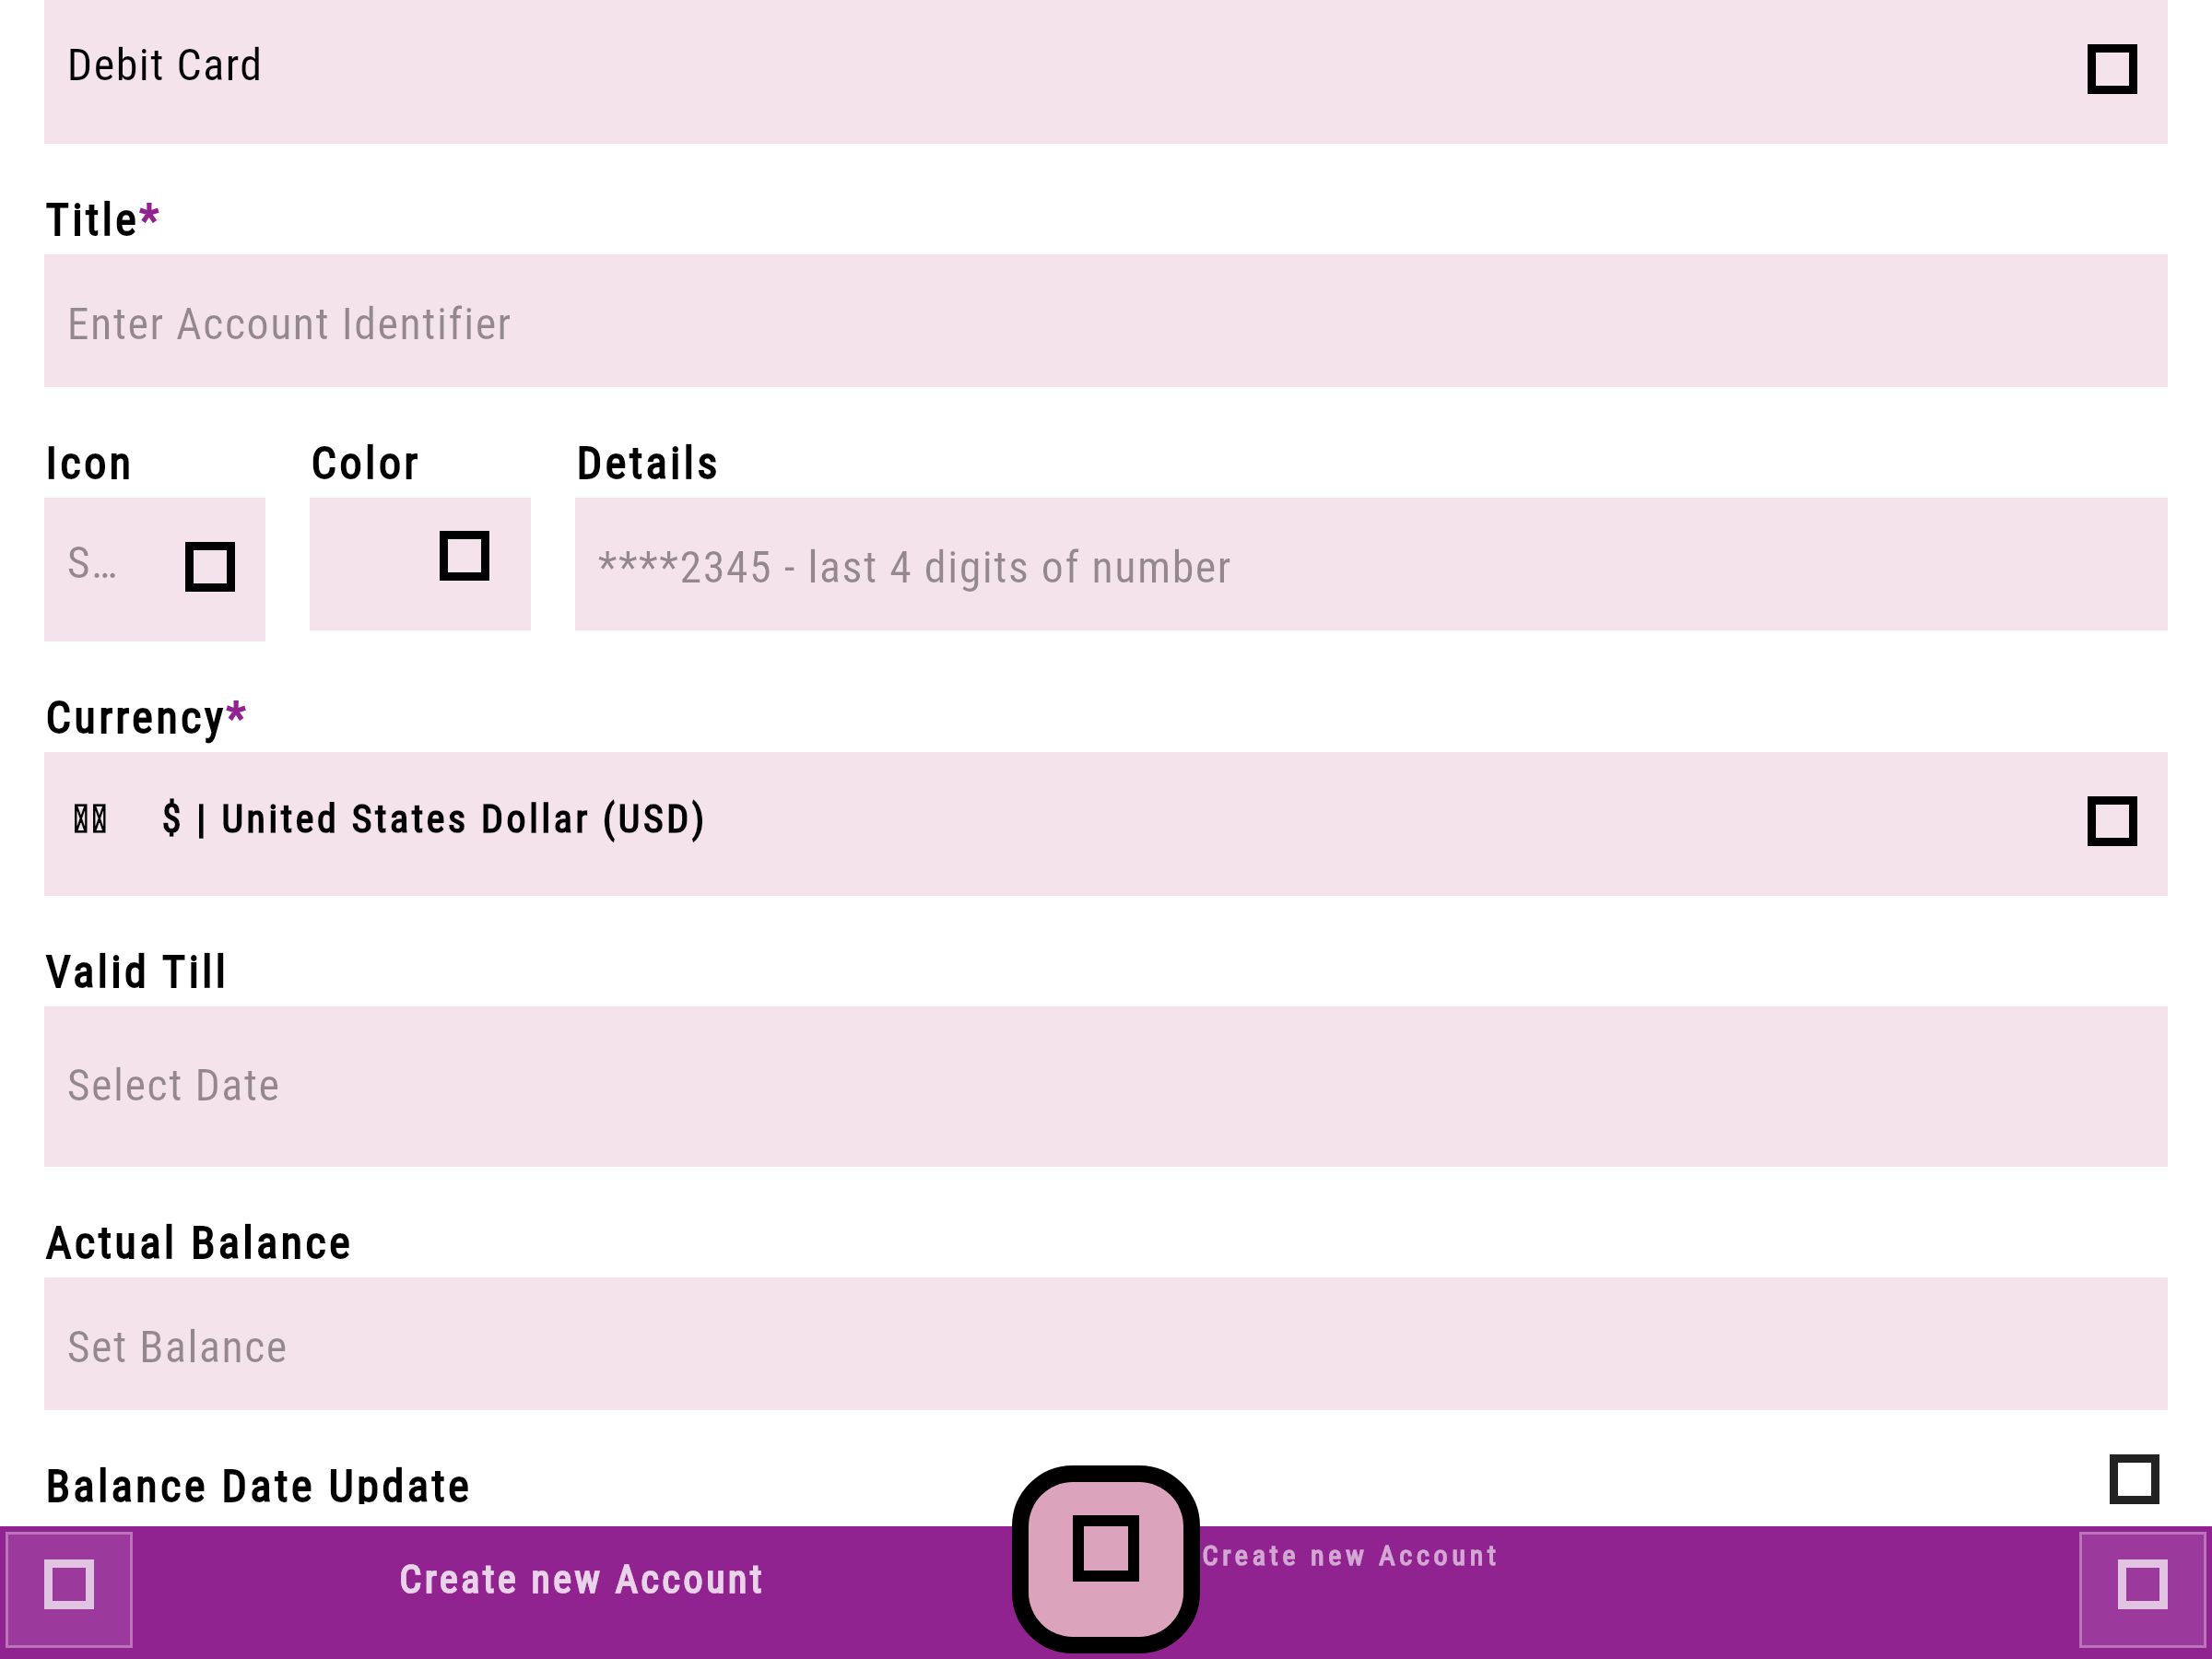 Debit Card
Title*
Enter Account Identifier
Icon Color Details
S… ****2345 - last 4 digits of number
Currency*
$ | United States Dollar (USD)
Valid Till
Select Date
Actual Balance
Set Balance
Balance Date Update
Create new Account
Create new Account